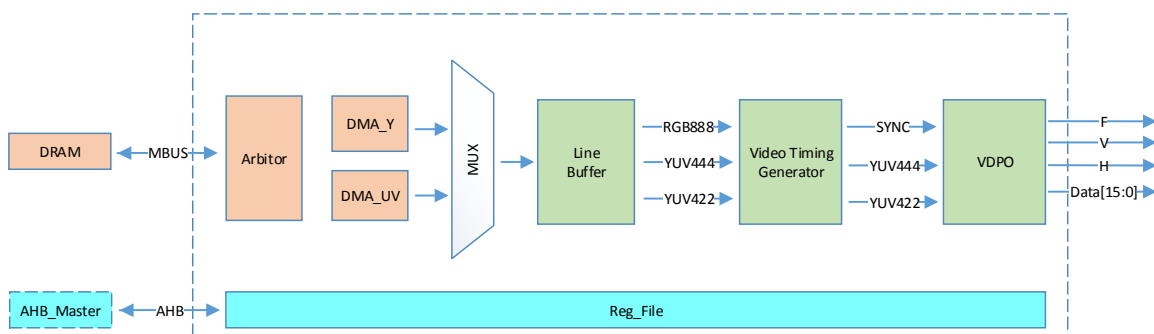 DRAM
MBUS
Arbitor
DMA_Y
DMA_UV
MUX
Line
Buffer
RGB888
YUV444
YUV422
Video Timing
Generator
SYNC
YUV444
YUV422
VDPO
F
V
H
Data[15:0]
AHB_Master
AHB
Reg_File